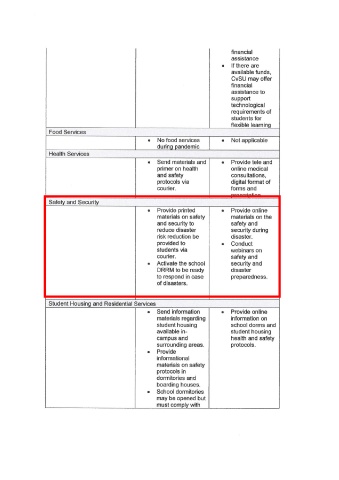 financial
assistance
• If there are
available funds,
CvSU may offer
financial
assistance to
support
technological
requirements of
students for
flexible learning
Food Services
• No food services
during pandemic
• Not applicable
Health Services
• Send materials and
primer on health
and safety
protocols via
courier.
• Provide tele and
online medical
consultations,
digital format of
forms and
Safety and Security
• Provide printed
materials on safety
and security to
reduce disaster
risk reduction be
provided to
students via
courier.
• Activate the school
DRRM to be ready
to respond in case
of disasters.
• Provide online
materials on the
safety and
security during
disaster.
• Conduct
webinars on
safety and
security and
disaster
preparedness.
Student Housing and Residential Services
• Send information
materials regarding
student housing
available in-
campus and
surrounding areas.
• Provide
informational
materials on safety
protocols in
dormitories and
boarding houses.
• School dormitories
may be opened but
must comply with
• Provide online
information on
school dorms and
student housing
health and safety
protocols.